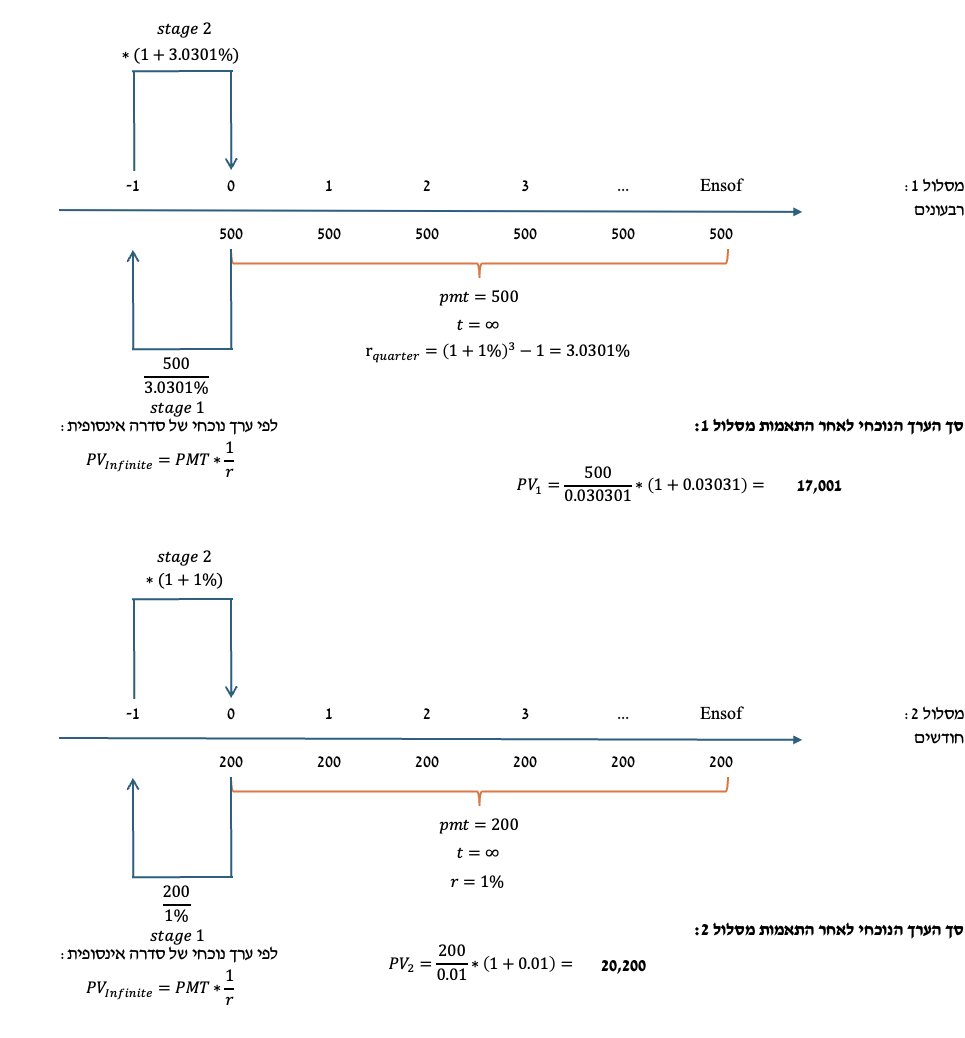 stage 2
* (1 + 3.0301%)
-1 0 1 2 3 ... Ensof
מסלול 1:
רבעונים
500 500 500 500 500 500
pmt = 500
t = ∞
r_quarter = (1 + 1%)³ − 1 = 3.0301%
500
3.0301%
stage 1
לפי ערך נוכחי של סדרה אינסופית:
PV_Infinite = PMT * 1/r
סך הערך הנוכחי לאחר התאמות מסלול 1:
PV₁ = 500/0.030301 * (1 + 0.03031) = 17,001
stage 2
* (1 + 1%)
-1 0 1 2 3 ... Ensof
מסלול 2:
חודשים
200 200 200 200 200 200
pmt = 200
t = ∞
r = 1%
200
1%
stage 1
לפי ערך נוכחי של סדרה אינסופית:
PV_Infinite = PMT * 1/r
סך הערך הנוכחי לאחר התאמות מסלול 2:
PV₂ = 200/0.01 * (1 + 0.01) = 20,200